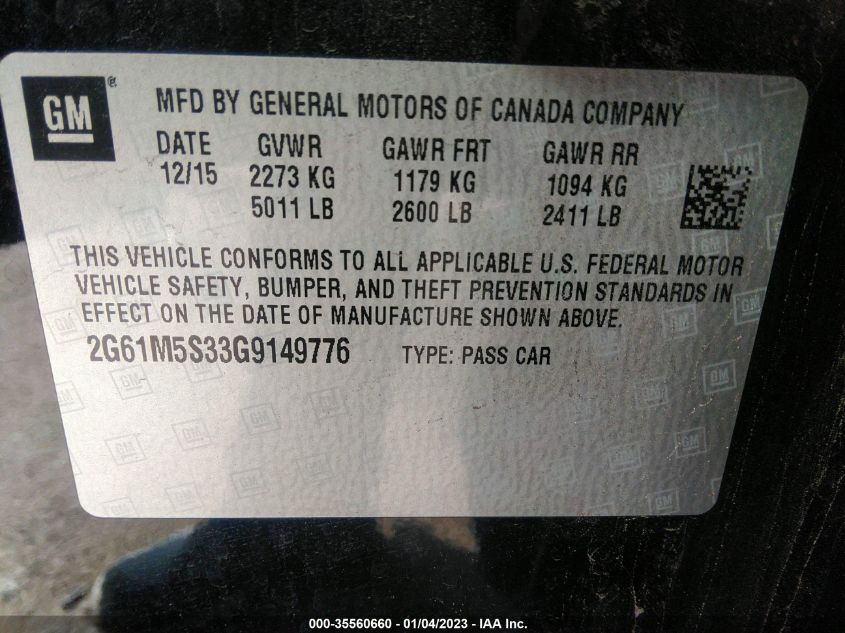 GM
MFD BY GENERAL MOTORS OF CANADA COMPANY
DATE GVWR GAWR FRT GAWR RR
12/15 2273 KG 1179 KG 1094 KG
5011 LB 2600 LB 2411 LB
THIS VEHICLE CONFORMS TO ALL APPLICABLE U.S. FEDERAL MOTOR
VEHICLE SAFETY, BUMPER, AND THEFT PREVENTION STANDARDS IN
EFFECT ON THE DATE OF MANUFACTURE SHOWN ABOVE.
2G61M5S33G9149776 TYPE: PASS CAR
000-35560660 - 01/04/2023 - IAA Inc.